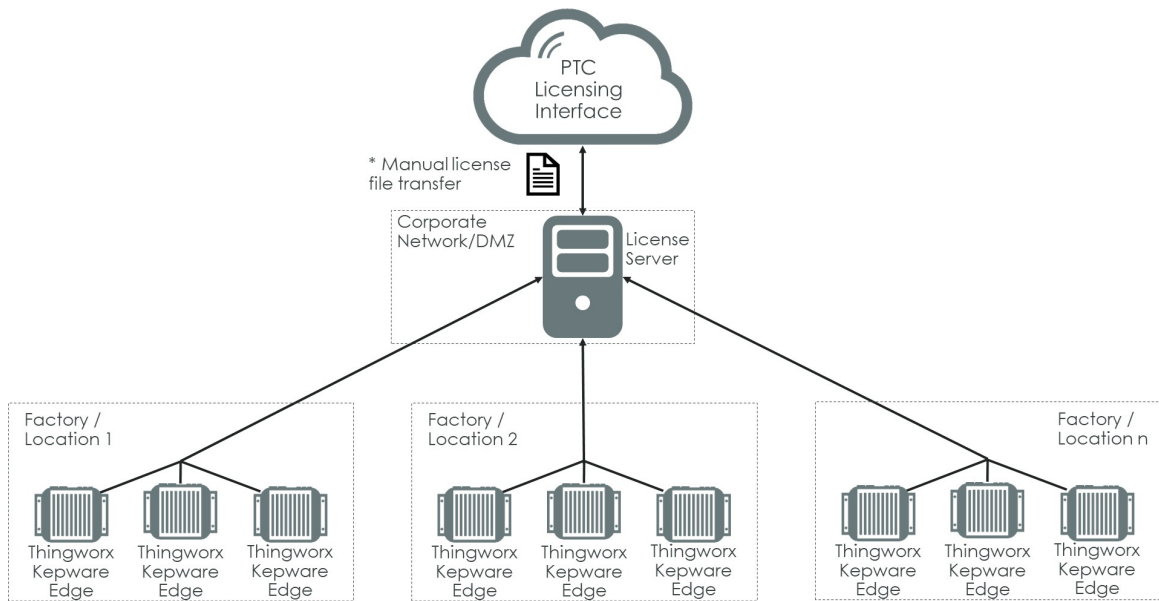 PTC
Licensing
Interface
* Manual license
file transfer
Corporate
Network/DMZ
License
Server
Factory /
Location 1
Factory /
Location 2
Factory /
Location n
Thingworx
Kepware
Edge
Thingworx
Kepware
Edge
Thingworx
Kepware
Edge
Thingworx
Kepware
Edge
Thingworx
Kepware
Edge
Thingworx
Kepware
Edge
Thingworx
Kepware
Edge
Thingworx
Kepware
Edge
Thingworx
Kepware
Edge